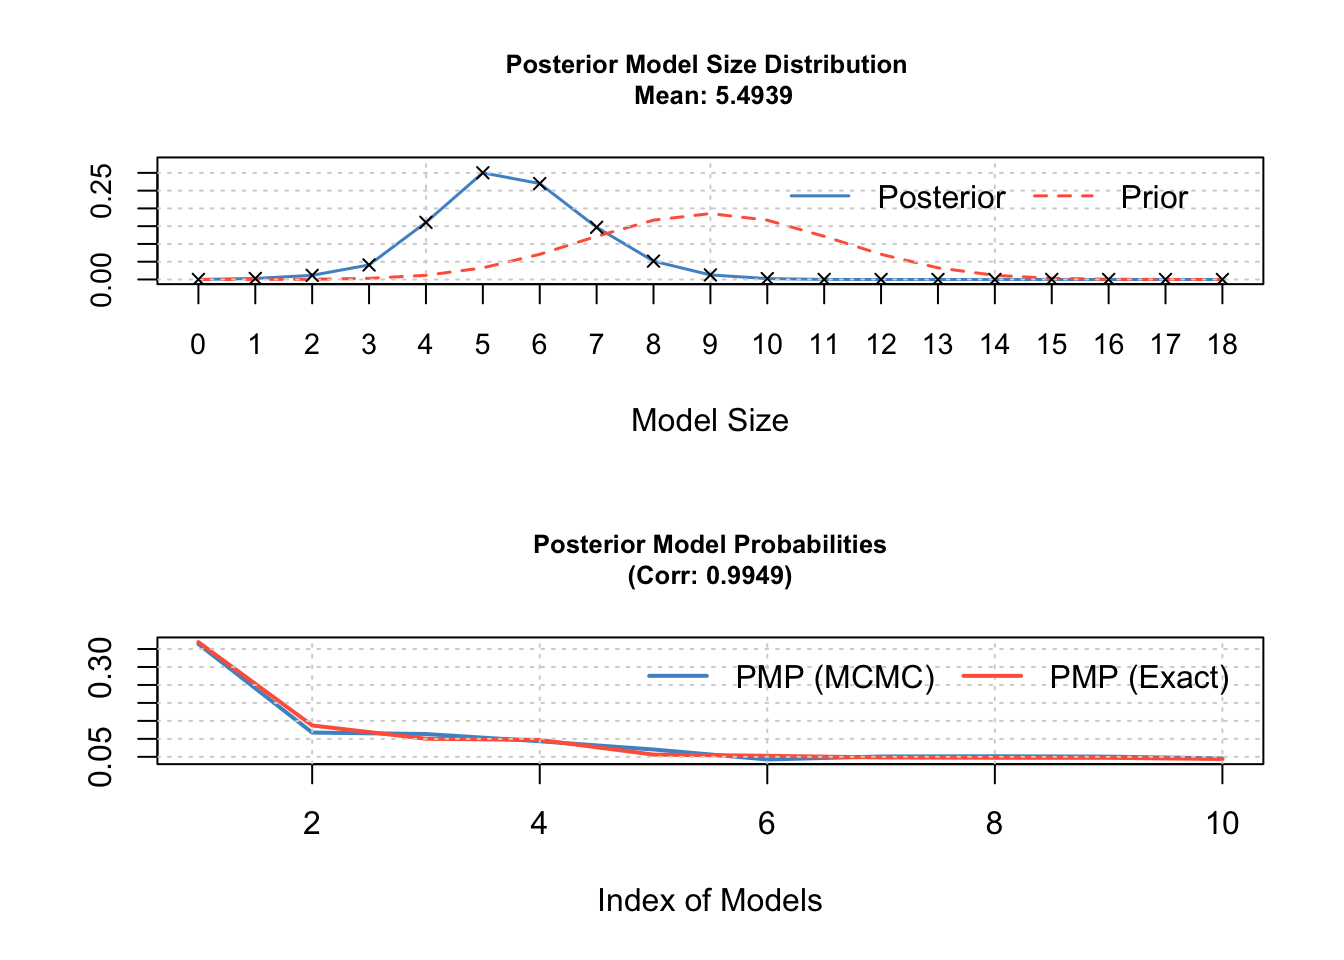 Posterior Model Size Distribution
Mean: 5.4939
0.25
0.00
Posterior
Prior
0 1 2 3 4 5 6 7 8 9 10 11 12 13 14 15 16 17 18
Model Size
Posterior Model Probabilities
(Corr: 0.9949)
0.30
0.05
PMP (MCMC)
PMP (Exact)
2 4 6 8 10
Index of Models